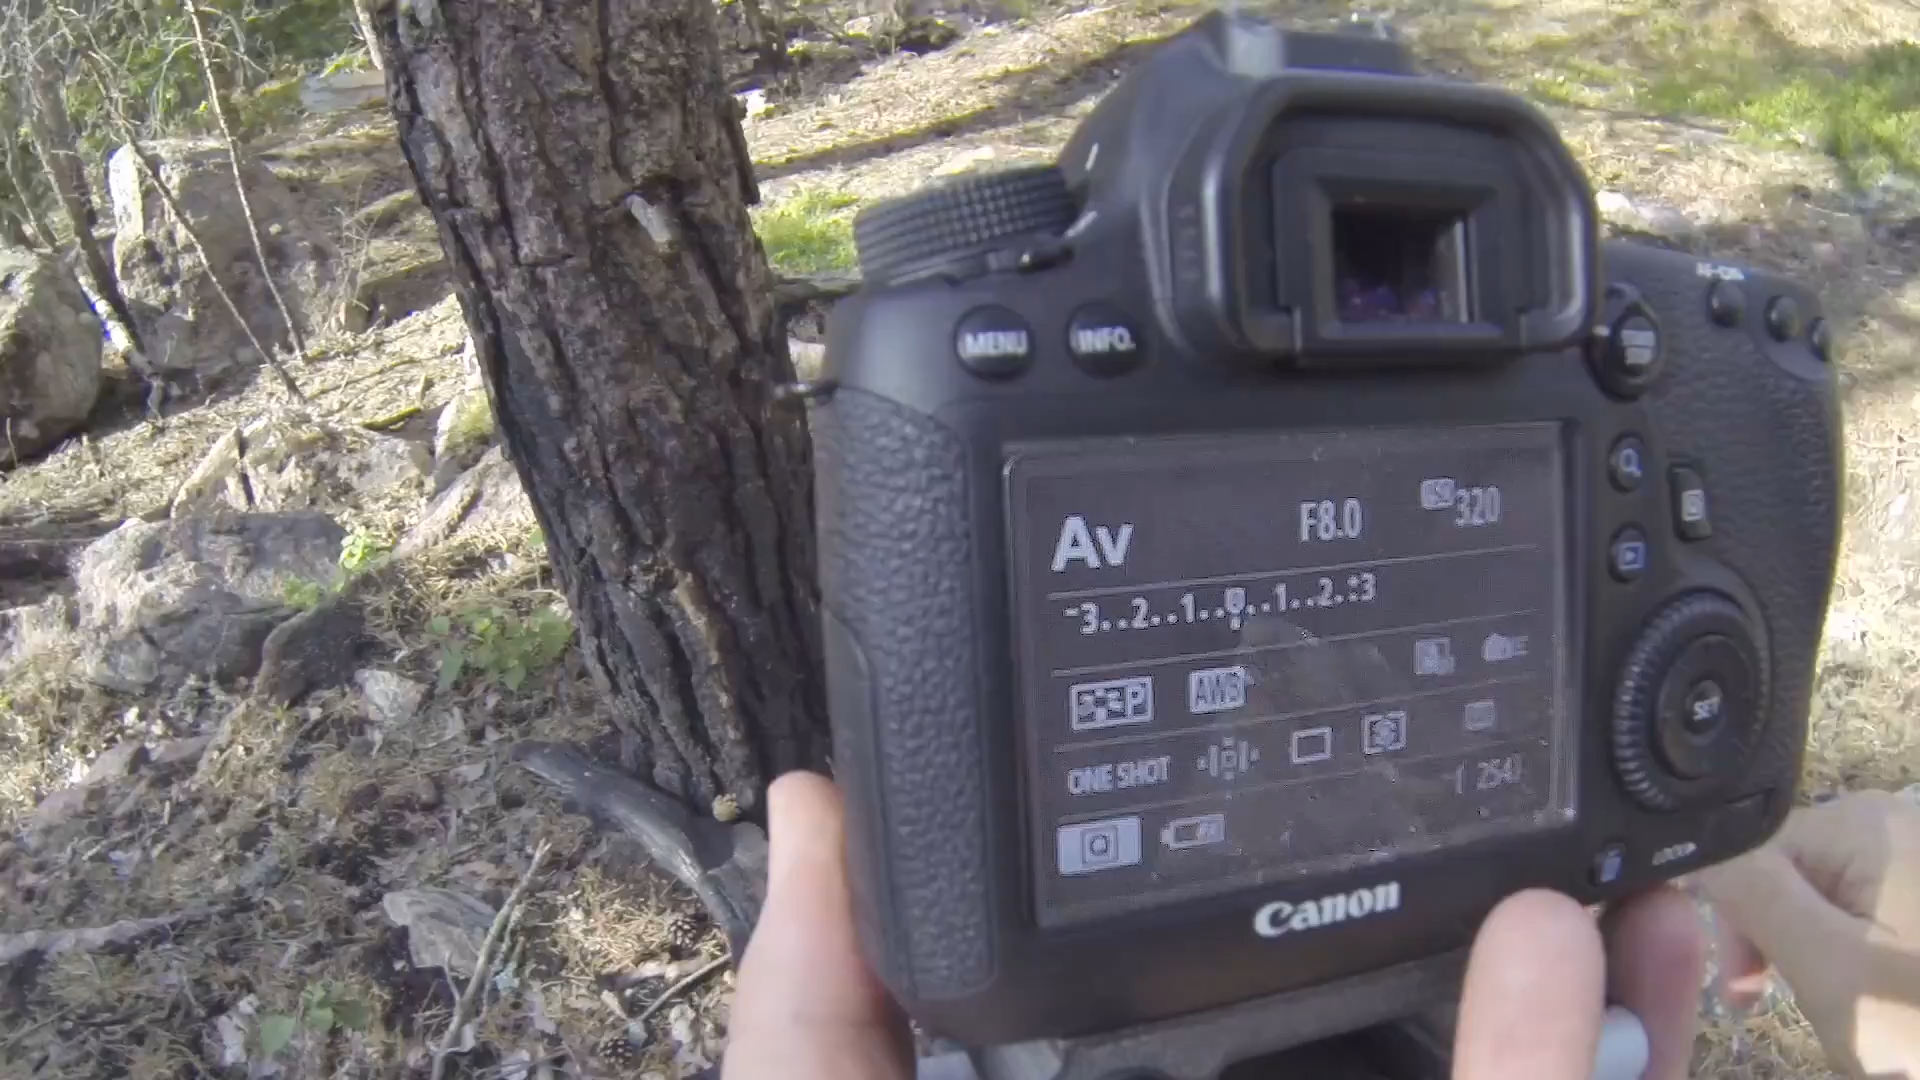 MENU
INFO.
Av
F8.0
ISO 320
-3..2..1..0..1..2.:3
AWB
ONE SHOT
[ 254]
Q
Canon
SET